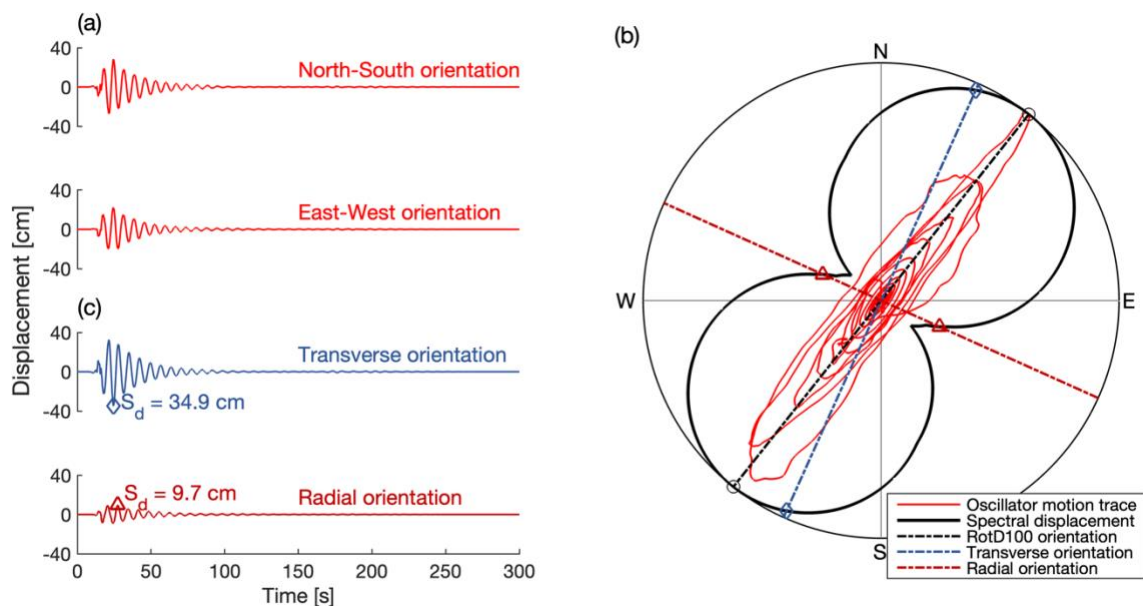 (a)
40
0
-40
North-South orientation
40
0
-40
East-West orientation
Displacement [cm]
(c)
40
0
-40
Transverse orientation
Sd = 34.9 cm
40
0
-40
Sd = 9.7 cm
Radial orientation
0 50 100 150 200 250 300
Time [s]
(b)
N
W
E
S
Oscillator motion trace
Spectral displacement
RotD100 orientation
Transverse orientation
Radial orientation